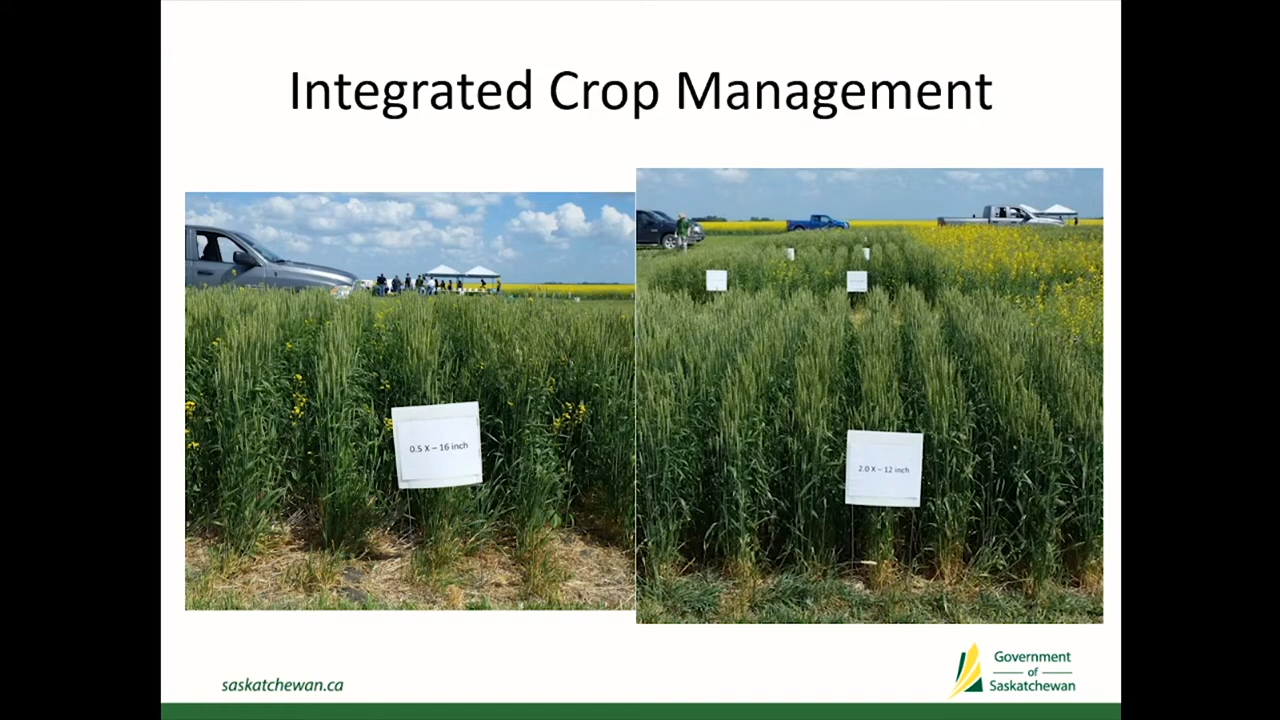 Integrated Crop Management
0.5 X – 16 inch
2.0 X – 12 inch
saskatchewan.ca
Government
of
Saskatchewan